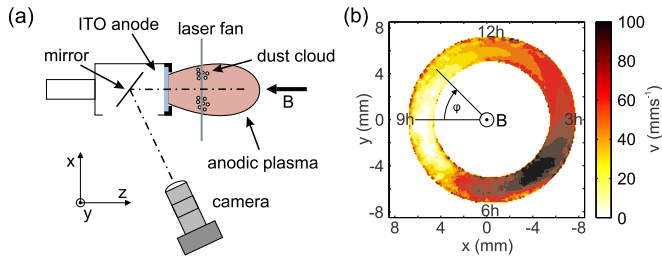 (a)
ITO anode
laser fan
mirror
dust cloud
B
anodic plasma
camera
x
y
z
(b)
12h
9h
3h
6h
φ
B
8
4
0
-4
-8
y (mm)
8
4
0
-4
-8
x (mm)
100
80
60
40
20
0
v (mms⁻¹)